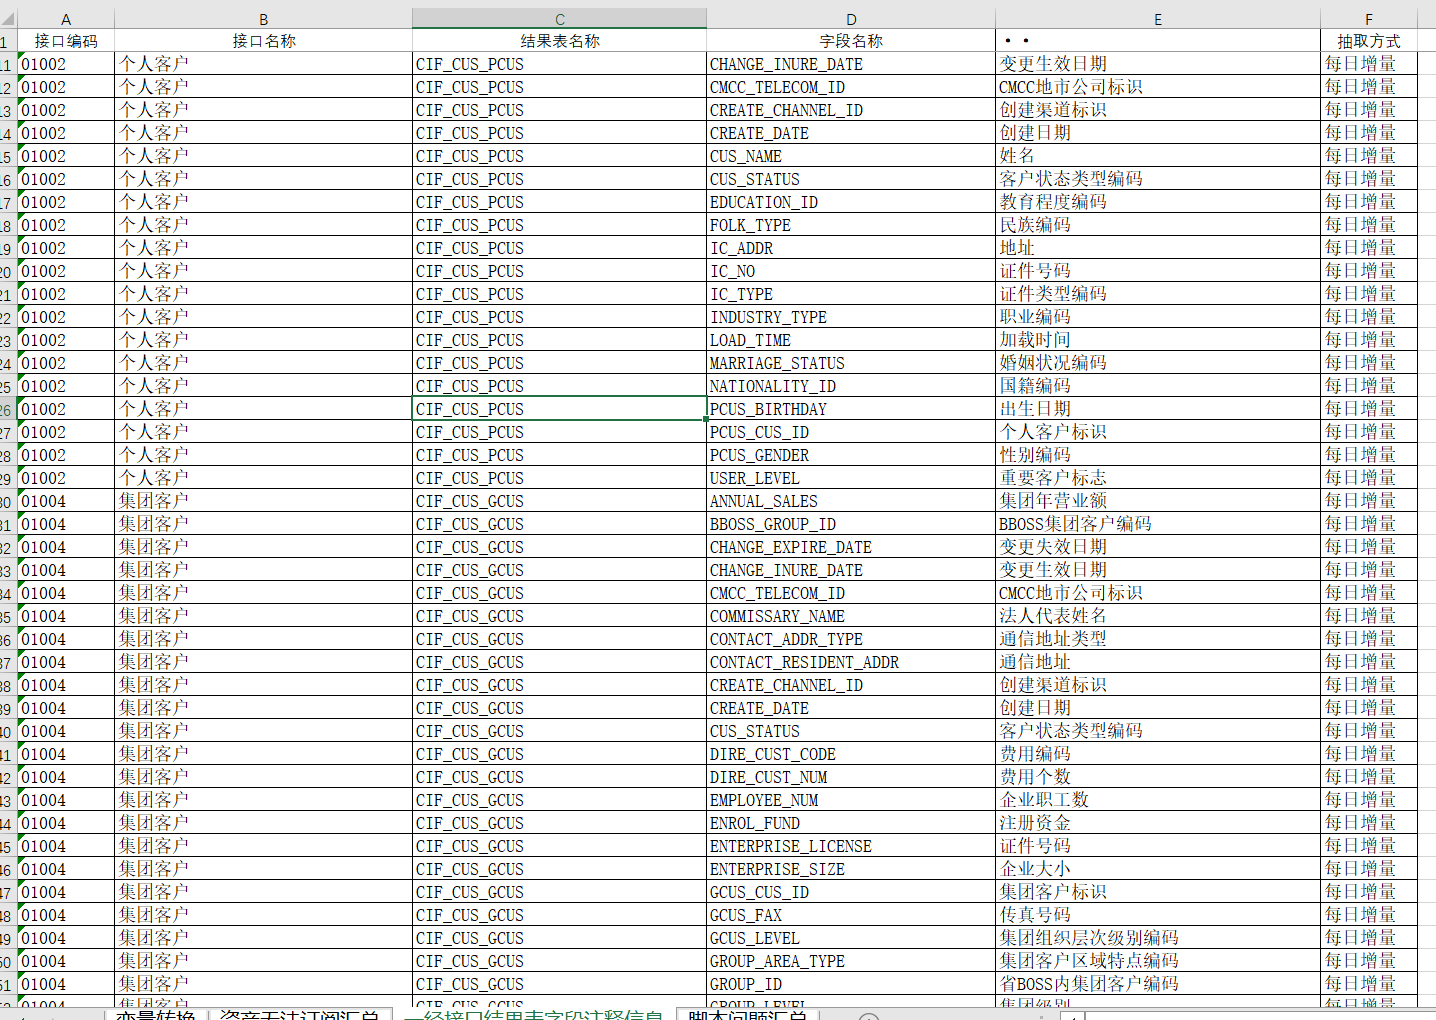 A B C D E F
1 接口编码 接口名称 结果表名称 字段名称 •• 抽取方式
11 01002 个人客户 CIF_CUS_PCUS CHANGE_INURE_DATE 变更生效日期 每日增量
12 01002 个人客户 CIF_CUS_PCUS CMCC_TELECOM_ID CMCC地市公司标识 每日增量
13 01002 个人客户 CIF_CUS_PCUS CREATE_CHANNEL_ID 创建渠道标识 每日增量
14 01002 个人客户 CIF_CUS_PCUS CREATE_DATE 创建日期 每日增量
15 01002 个人客户 CIF_CUS_PCUS CUS_NAME 姓名 每日增量
16 01002 个人客户 CIF_CUS_PCUS CUS_STATUS 客户状态类型编码 每日增量
17 01002 个人客户 CIF_CUS_PCUS EDUCATION_ID 教育程度编码 每日增量
18 01002 个人客户 CIF_CUS_PCUS FOLK_TYPE 民族编码 每日增量
19 01002 个人客户 CIF_CUS_PCUS IC_ADDR 地址 每日增量
20 01002 个人客户 CIF_CUS_PCUS IC_NO 证件号码 每日增量
21 01002 个人客户 CIF_CUS_PCUS IC_TYPE 证件类型编码 每日增量
22 01002 个人客户 CIF_CUS_PCUS INDUSTRY_TYPE 职业编码 每日增量
23 01002 个人客户 CIF_CUS_PCUS LOAD_TIME 加载时间 每日增量
24 01002 个人客户 CIF_CUS_PCUS MARRIAGE_STATUS 婚姻状况编码 每日增量
25 01002 个人客户 CIF_CUS_PCUS NATIONALITY_ID 国籍编码 每日增量
26 01002 个人客户 CIF_CUS_PCUS PCUS_BIRTHDAY 出生日期 每日增量
27 01002 个人客户 CIF_CUS_PCUS PCUS_CUS_ID 个人客户标识 每日增量
28 01002 个人客户 CIF_CUS_PCUS PCUS_GENDER 性别编码 每日增量
29 01002 个人客户 CIF_CUS_PCUS USER_LEVEL 重要客户标志 每日增量
30 01004 集团客户 CIF_CUS_GCUS ANNUAL_SALES 集团年营业额 每日增量
31 01004 集团客户 CIF_CUS_GCUS BBOSS_GROUP_ID BBOSS集团客户编码 每日增量
32 01004 集团客户 CIF_CUS_GCUS CHANGE_EXPIRE_DATE 变更失效日期 每日增量
33 01004 集团客户 CIF_CUS_GCUS CHANGE_INURE_DATE 变更生效日期 每日增量
34 01004 集团客户 CIF_CUS_GCUS CMCC_TELECOM_ID CMCC地市公司标识 每日增量
35 01004 集团客户 CIF_CUS_GCUS COMMISSARY_NAME 法人代表姓名 每日增量
36 01004 集团客户 CIF_CUS_GCUS CONTACT_ADDR_TYPE 通信地址类型 每日增量
37 01004 集团客户 CIF_CUS_GCUS CONTACT_RESIDENT_ADDR 通信地址 每日增量
38 01004 集团客户 CIF_CUS_GCUS CREATE_CHANNEL_ID 创建渠道标识 每日增量
39 01004 集团客户 CIF_CUS_GCUS CREATE_DATE 创建日期 每日增量
40 01004 集团客户 CIF_CUS_GCUS CUS_STATUS 客户状态类型编码 每日增量
41 01004 集团客户 CIF_CUS_GCUS DIRE_CUST_CODE 费用编码 每日增量
42 01004 集团客户 CIF_CUS_GCUS DIRE_CUST_NUM 费用个数 每日增量
43 01004 集团客户 CIF_CUS_GCUS EMPLOYEE_NUM 企业职工数 每日增量
44 01004 集团客户 CIF_CUS_GCUS ENROL_FUND 注册资金 每日增量
45 01004 集团客户 CIF_CUS_GCUS ENTERPRISE_LICENSE 证件号码 每日增量
46 01004 集团客户 CIF_CUS_GCUS ENTERPRISE_SIZE 企业大小 每日增量
47 01004 集团客户 CIF_CUS_GCUS GCUS_CUS_ID 集团客户标识 每日增量
48 01004 集团客户 CIF_CUS_GCUS GCUS_FAX 传真号码 每日增量
49 01004 集团客户 CIF_CUS_GCUS GCUS_LEVEL 集团组织层次级别编码 每日增量
50 01004 集团客户 CIF_CUS_GCUS GROUP_AREA_TYPE 集团客户区域特点编码 每日增量
51 01004 集团客户 CIF_CUS_GCUS GROUP_ID 省BOSS内集团客户编码 每日增量
01004 集团客户 CIF_CUS_GCUS GROUP_LEVEL 集团级别 每日增量
变量转换 资产无法订阅汇总 一经接口结果表字段注释信息 脚本问题汇总